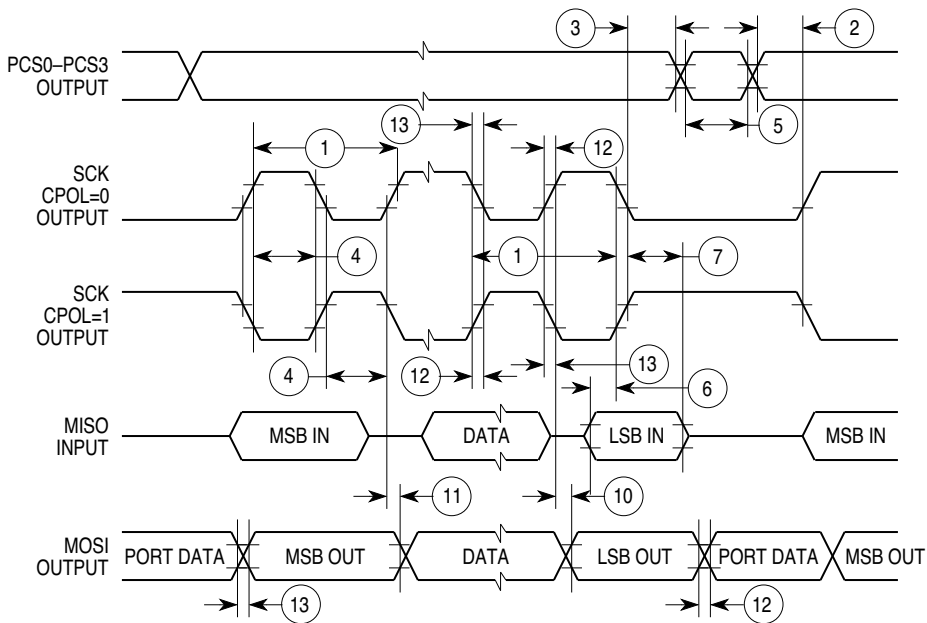 3
2
PCS0–PCS3
OUTPUT
13
5
1
12
SCK
CPOL=0
OUTPUT
4
1
7
SCK
CPOL=1
OUTPUT
4
12
13
6
MISO
INPUT
MSB IN
DATA
LSB IN
MSB IN
11
10
MOSI
OUTPUT
PORT DATA
MSB OUT
DATA
LSB OUT
PORT DATA
MSB OUT
13
12